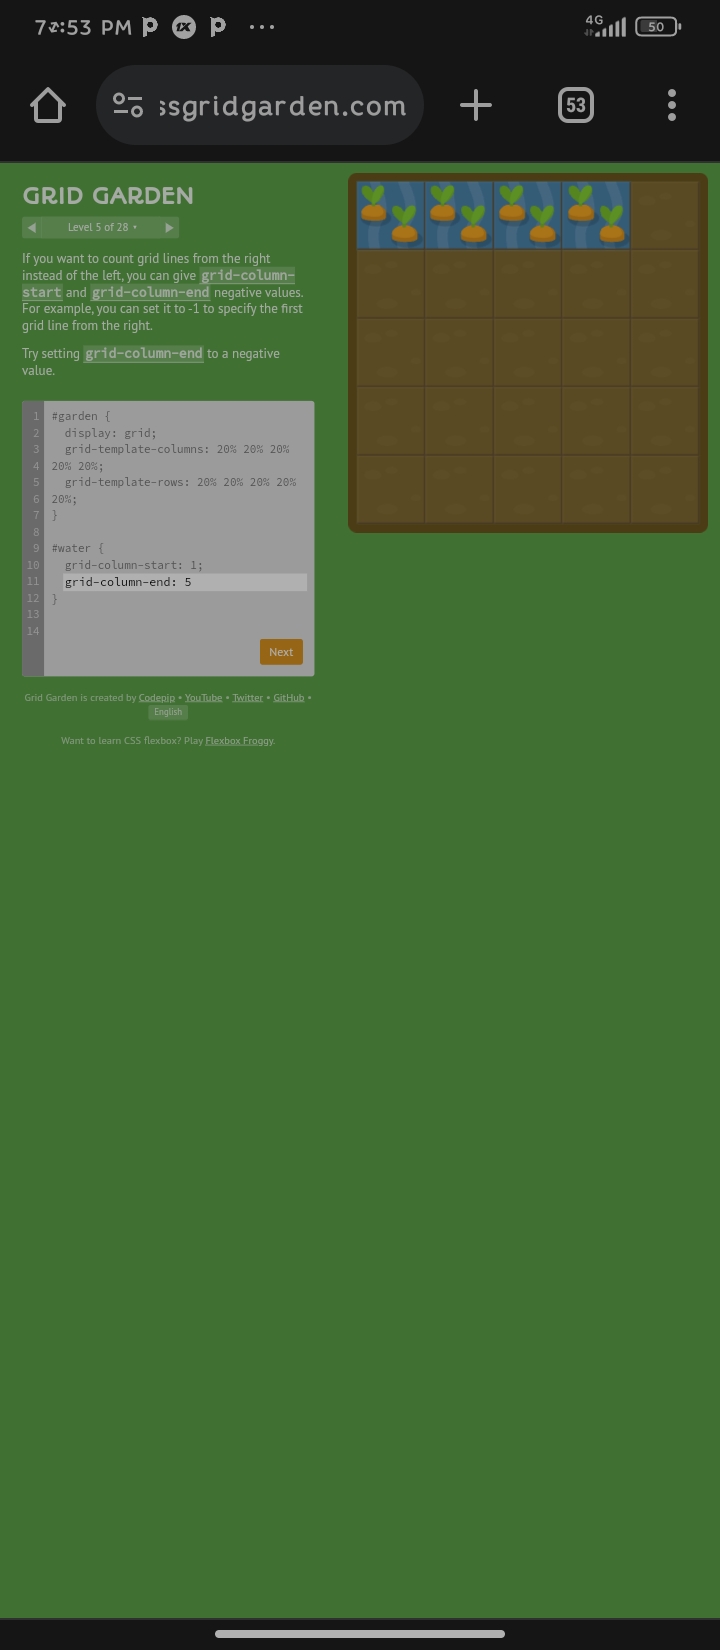 7:53 PM
4G
50
ssgridgarden.com
53
GRID GARDEN
Level 5 of 28
If you want to count grid lines from the right
instead of the left, you can give grid-column-
start and grid-column-end negative values.
For example, you can set it to -1 to specify the first
grid line from the right.
Try setting grid-column-end to a negative
value.
1 #garden {
2 display: grid;
3 grid-template-columns: 20% 20% 20%
4 20% 20%;
5 grid-template-rows: 20% 20% 20% 20%
6 20%;
7 }
8
9 #water {
10 grid-column-start: 1;
11 grid-column-end: 5
12 }
13
14
Next
Grid Garden is created by Codepip • YouTube • Twitter • GitHub •
English
Want to learn CSS flexbox? Play Flexbox Froggy.